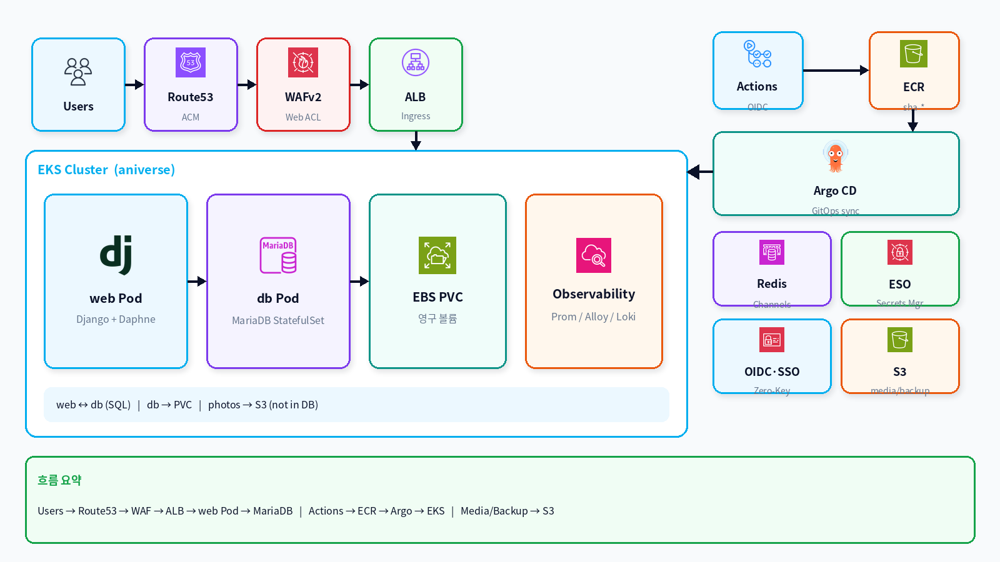 Users
53
Route53
ACM
WAFv2
Web ACL
ALB
Ingress
Actions
OIDC
ECR
sha *
Argo CD
GitOps sync
EKS Cluster (aniverse)
web Pod
Django + Daphne
MariaDB
db Pod
MariaDB StatefulSet
EBS PVC
영구 볼륨
Observability
Prom / Alloy / Loki
Redis
Channels
ESO
Secrets Mgr
OIDC·SSO
Zero-Key
S3
media/backup
web ↔ db (SQL) | db → PVC | photos → S3 (not in DB)
흐름 요약
Users → Route53 → WAF → ALB → web Pod → MariaDB | Actions → ECR → Argo → EKS | Media/Backup → S3